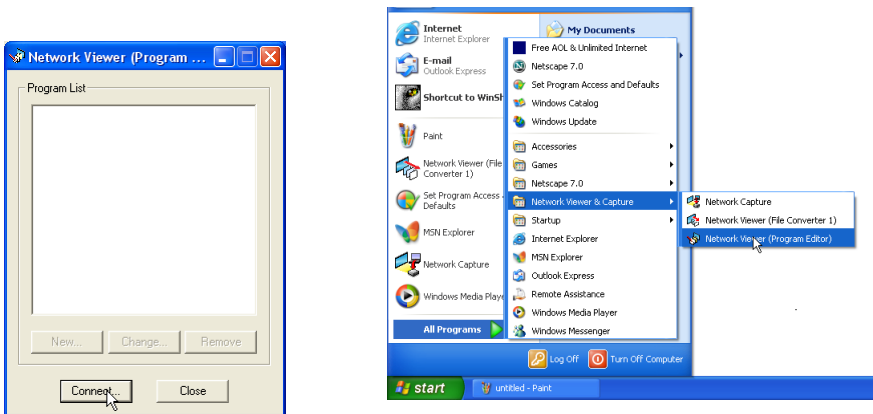 Network Viewer (Program ...
Program List
New...
Change...
Remove
Connect...
Close
Internet
Internet Explorer
E-mail
Outlook Express
Shortcut to WinSh
Paint
Network Viewer (File
Converter 1)
Set Program Access
Defaults
MSN Explorer
Network Capture
Windows Media Playe
All Programs
My Documents
Free AOL & Unlimited Internet
Netscape 7.0
Set Program Access and Defaults
Windows Catalog
Windows Update
Accessories
Games
Netscape 7.0
Network Viewer & Capture
Startup
Internet Explorer
MSN Explorer
Outlook Express
Remote Assistance
Windows Media Player
Windows Messenger
Network Capture
Network Viewer (File Converter 1)
Network Viewer (Program Editor)
Log Off
Turn Off Computer
start
untitled - Paint